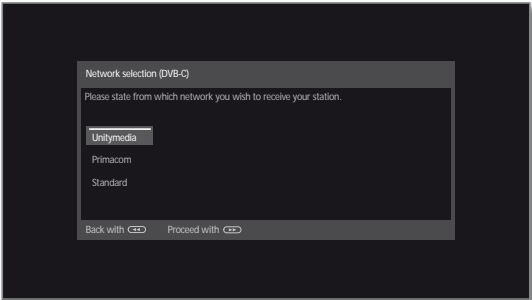 Network selection (DVB-C)
Please state from which network you wish to receive your station.
Unitymedia
Primacom
Standard
Back with Proceed with